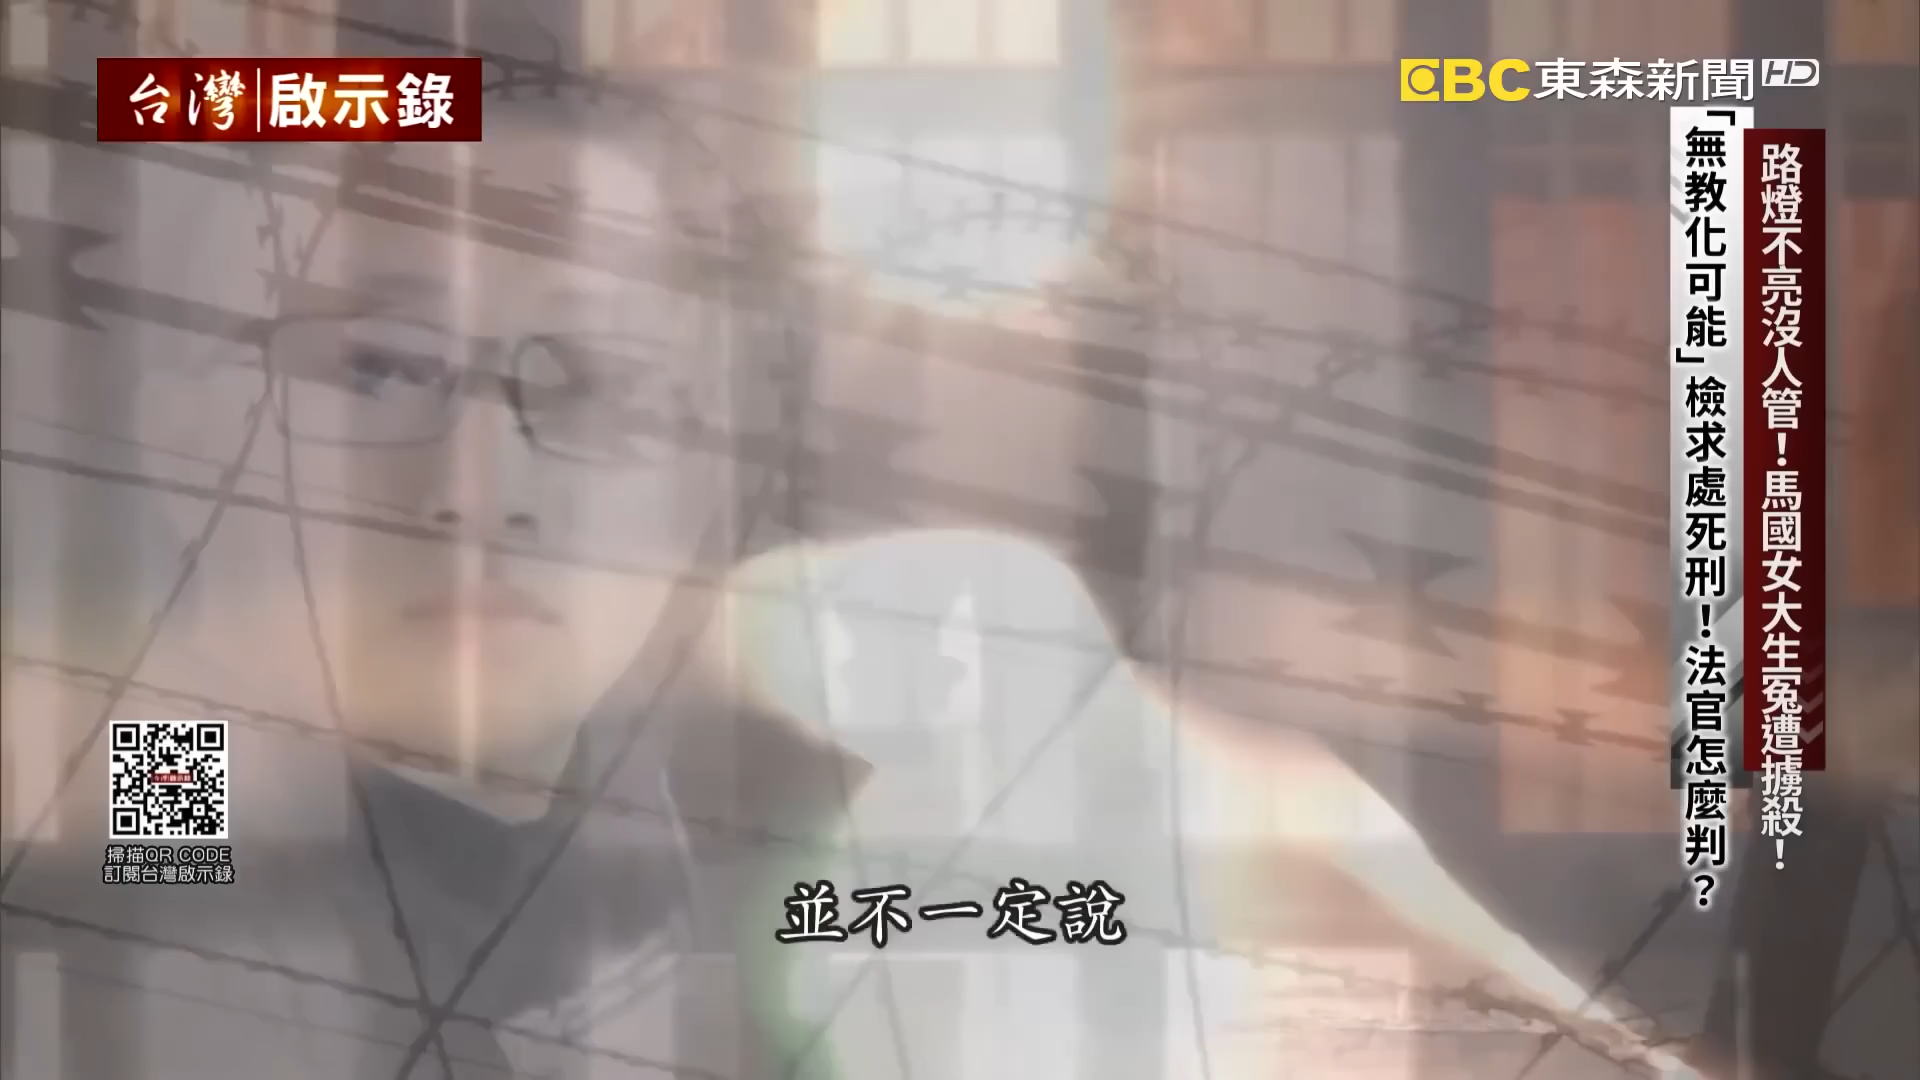 台灣|啟示錄
EBC東森新聞HD
路燈不亮沒人管!馬國女大生冤遭擄殺!
「無教化可能」檢求處死刑!法官怎麼判?
掃描QR CODE
訂閱台灣啟示錄
並不一定說